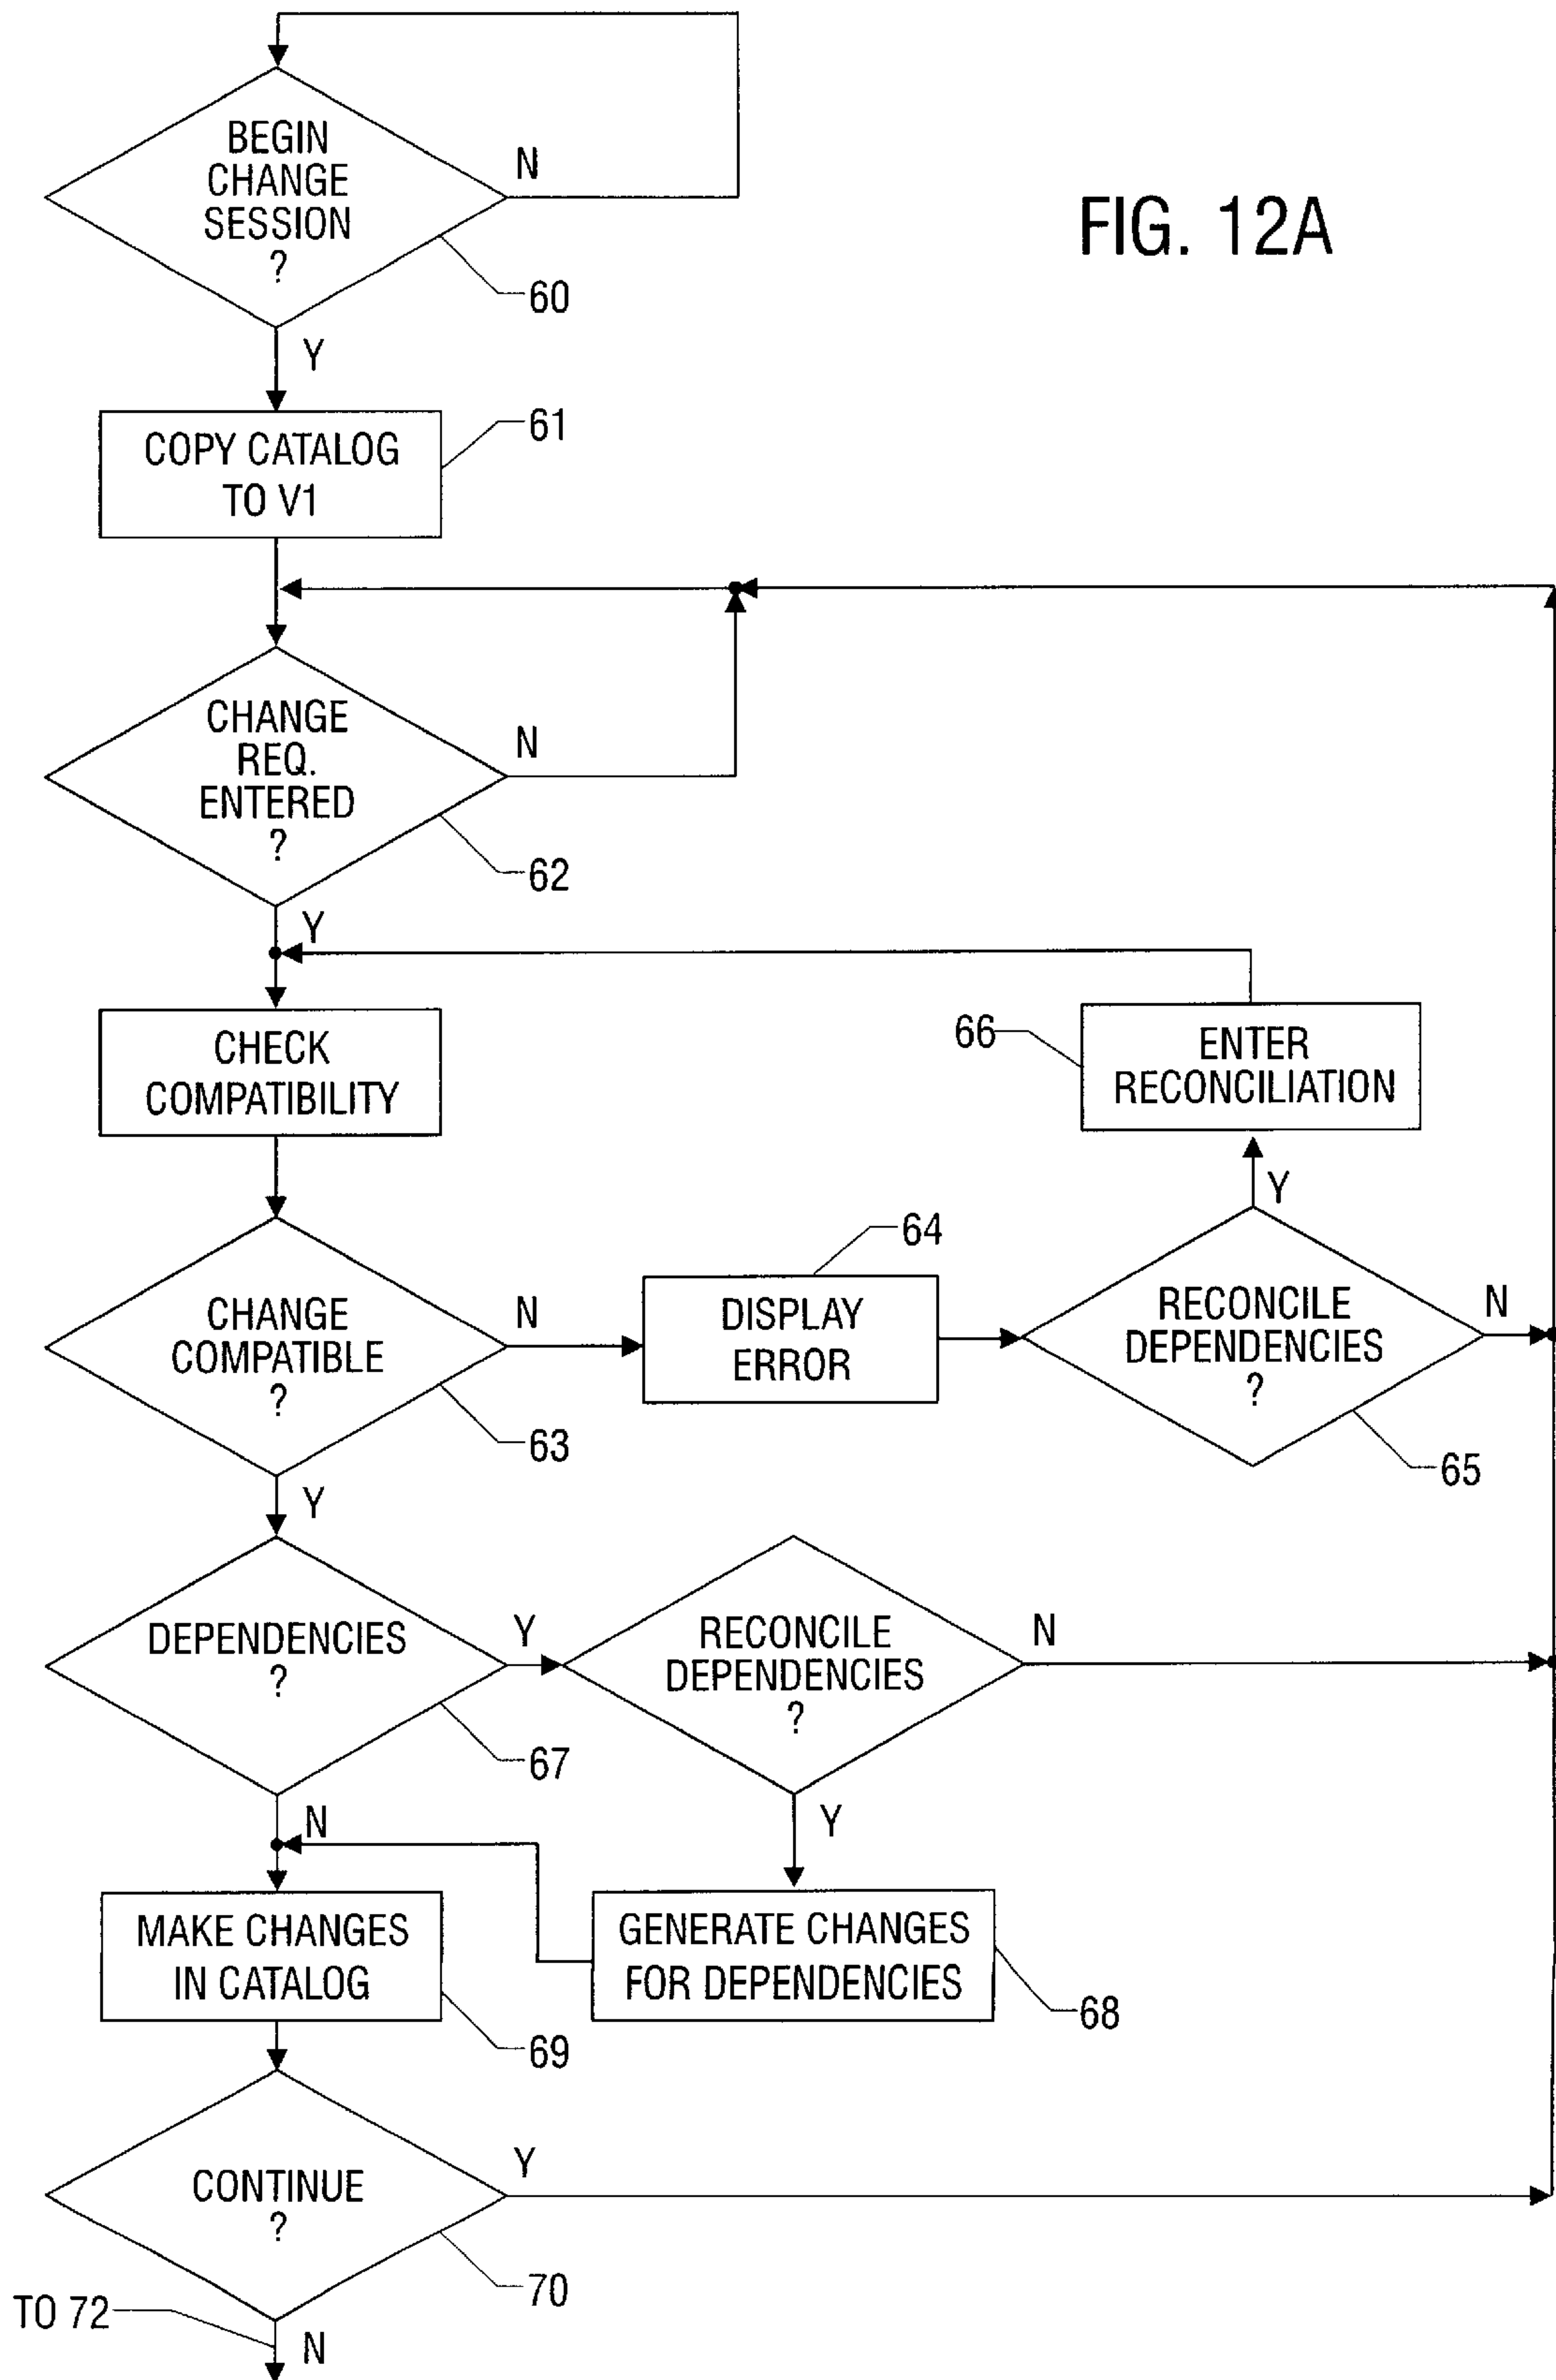 BEGIN
CHANGE
SESSION
?
N
60
FIG. 12A
Y
COPY CATALOG
TO V1
61
CHANGE
REQ.
ENTERED
?
N
62
Y
CHECK
COMPATIBILITY
66
ENTER
RECONCILIATION
Y
CHANGE
COMPATIBLE
?
N
63
64
DISPLAY
ERROR
RECONCILE
DEPENDENCIES
?
N
65
Y
DEPENDENCIES
?
Y
67
RECONCILE
DEPENDENCIES
?
N
Y
N
MAKE CHANGES
IN CATALOG
69
GENERATE CHANGES
FOR DEPENDENCIES
68
CONTINUE
?
Y
70
TO 72
N